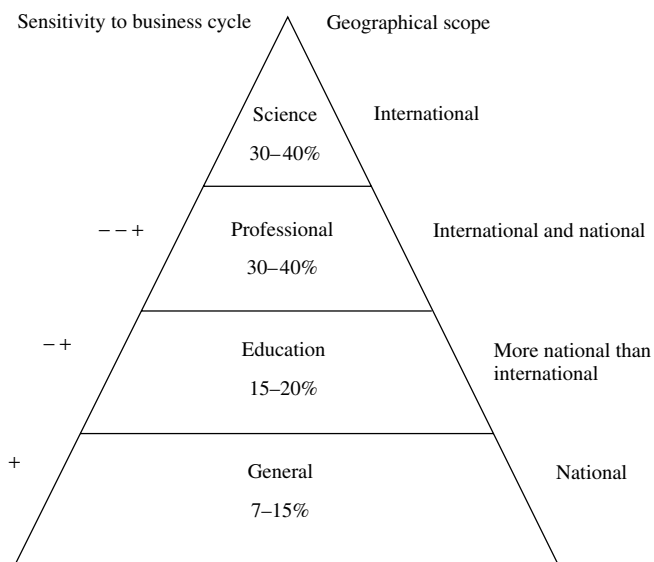 Sensitivity to business cycle
Geographical scope
Science
30–40%
International
– – +
Professional
30–40%
International and national
– +
Education
15–20%
More national than
international
+
General
7–15%
National